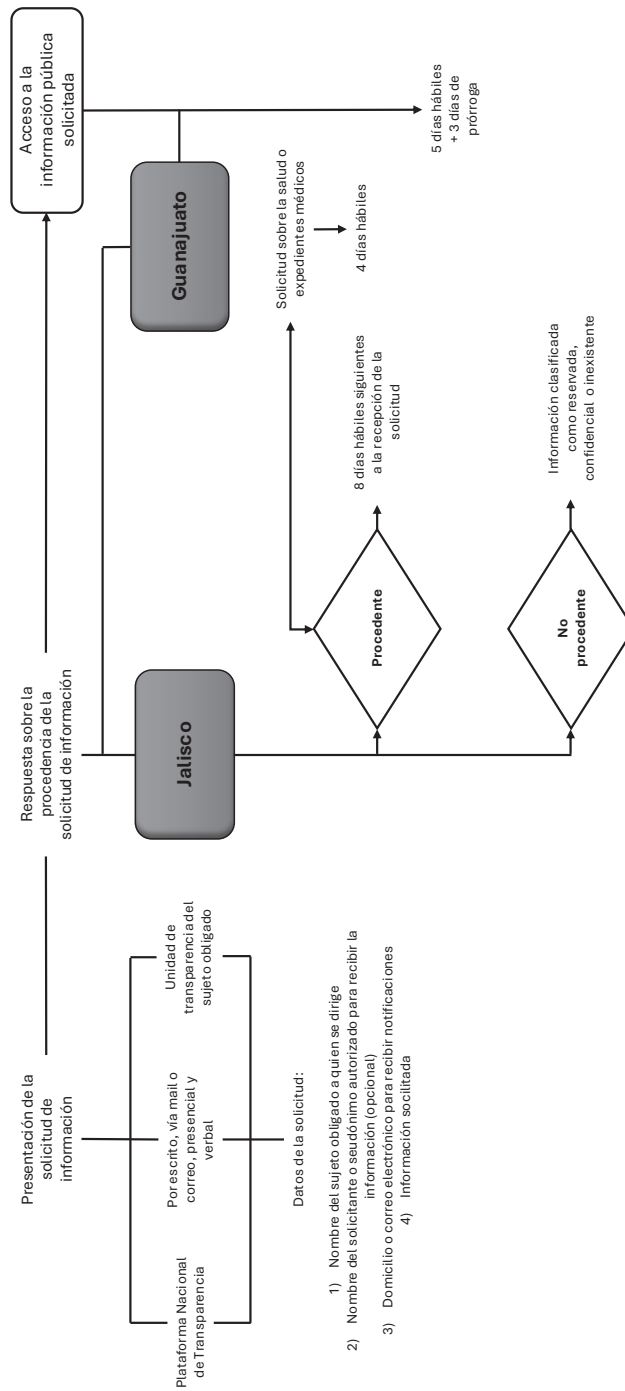 Presentación de la
solicitud de
información
Plataforma Nacional
de Transparencia
Por escrito, vía mail o
correo, presencial y
verbal
Unidad de
transparencia del
sujeto obligado
Datos de la solicitud:
1) Nombre del sujeto obligado a quien se dirige
2) Nombre del solicitante o seudónimo autorizado para recibir la
información (opcional)
3) Domicilio o correo electrónico para recibir notificaciones
4) Información socilitada
Respuesta sobre la
procedencia de la
solicitud de información
Jalisco
Procedente
8 días hábiles siguientes
a la recepción de la
solicitud
Solicitud sobre la salud o
expedientes médicos
4 días hábiles
No
procedente
Información clasificada
como reservada,
confidencial o inexistente
Guanajuato
Acceso a la
información pública
solicitada
5 días hábiles
+ 3 días de
prórroga